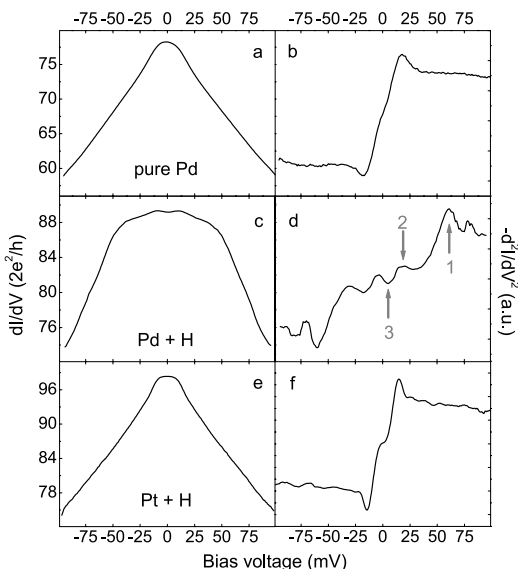 -75 -50 -25 0 25 50 75
-75 -50 -25 0 25 50 75
a
b
75
70
65
60
pure Pd
c
d
88
84
80
76
Pd + H
2
1
3
e
f
96
90
84
78
Pt + H
dI/dV (2e²/h)
-d²I/dV² (a.u.)
-75 -50 -25 0 25 50 75
-75 -50 -25 0 25 50 75
Bias voltage (mV)